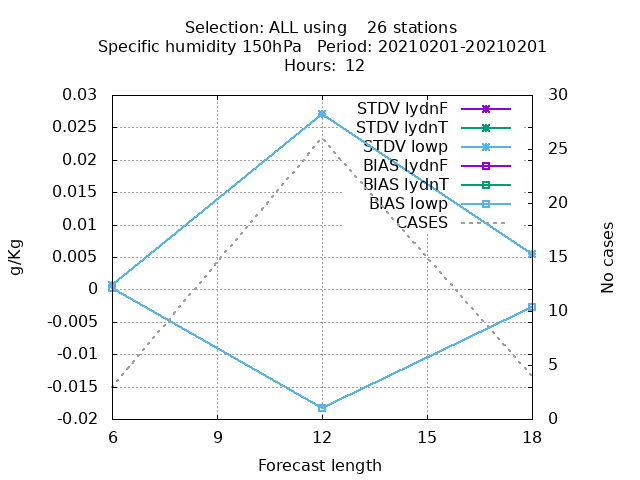 Selection: ALL using    26 stations
Specific humidity 150hPa   Period: 20210201-20210201
Hours: 12
0.03
0.025
0.02
0.015
0.01
0.005
0
-0.005
-0.01
-0.015
-0.02
g/Kg
STDV lydnF
STDV lydnT
STDV lowp
BIAS lydnF
BIAS lydnT
BIAS lowp
CASES
30
25
20
15
10
5
0
No cases
6
9
12
15
18
Forecast length